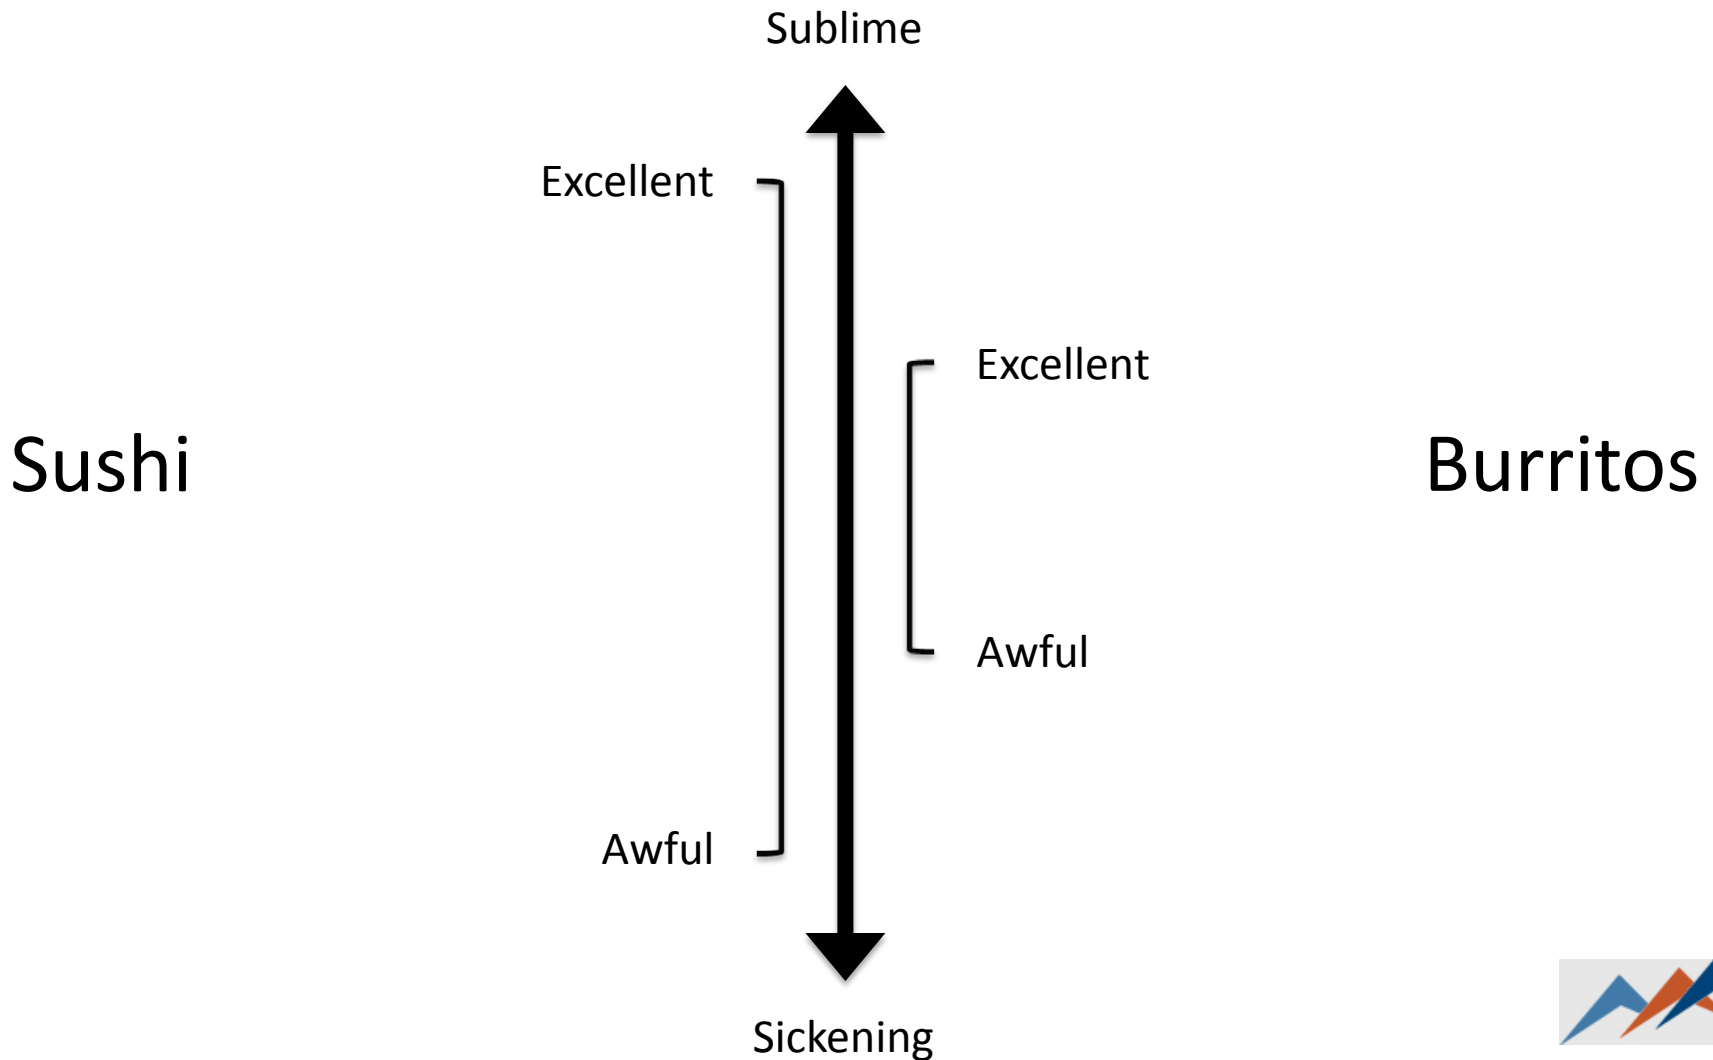 Sublime
Excellent
Excellent
Sushi
Burritos
Awful
Awful
Sickening